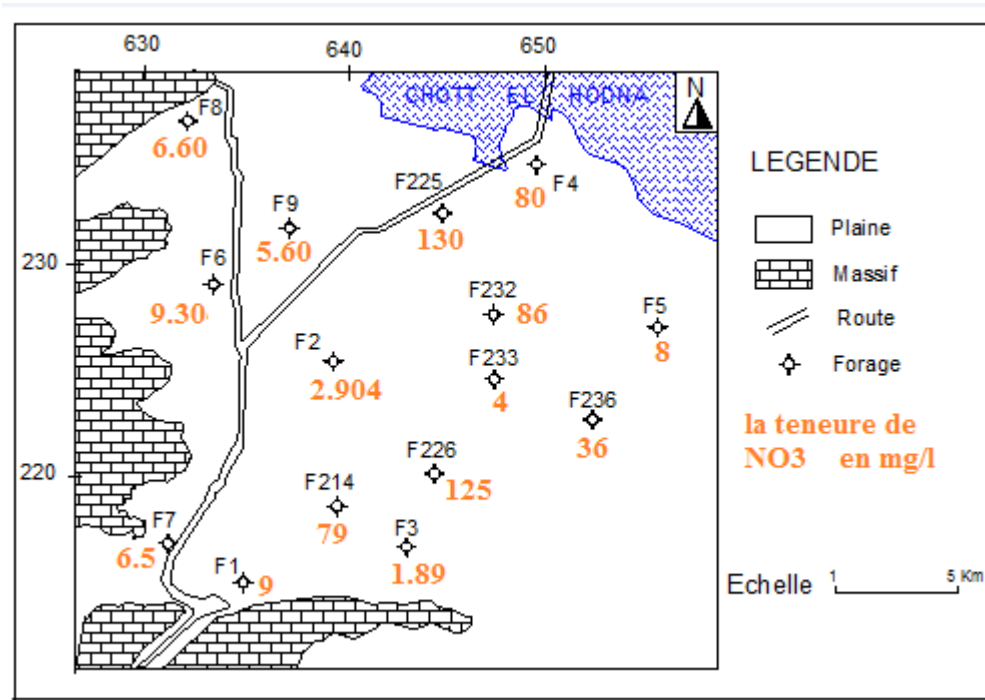 630 640 650
CHOTT EL HODNA
N
F8
6.60
F225
F4
80
F9
130
5.60
230
F6
9.30
F232
86
F5
8
F2
2.904
F233
4
F236
36
220
F226
125
F214
79
F7
6.5
F3
1.89
F1
9
LEGENDE
Plaine
Massif
Route
Forage
la teneure de
NO3 en mg/l
Echelle 1 5 Km